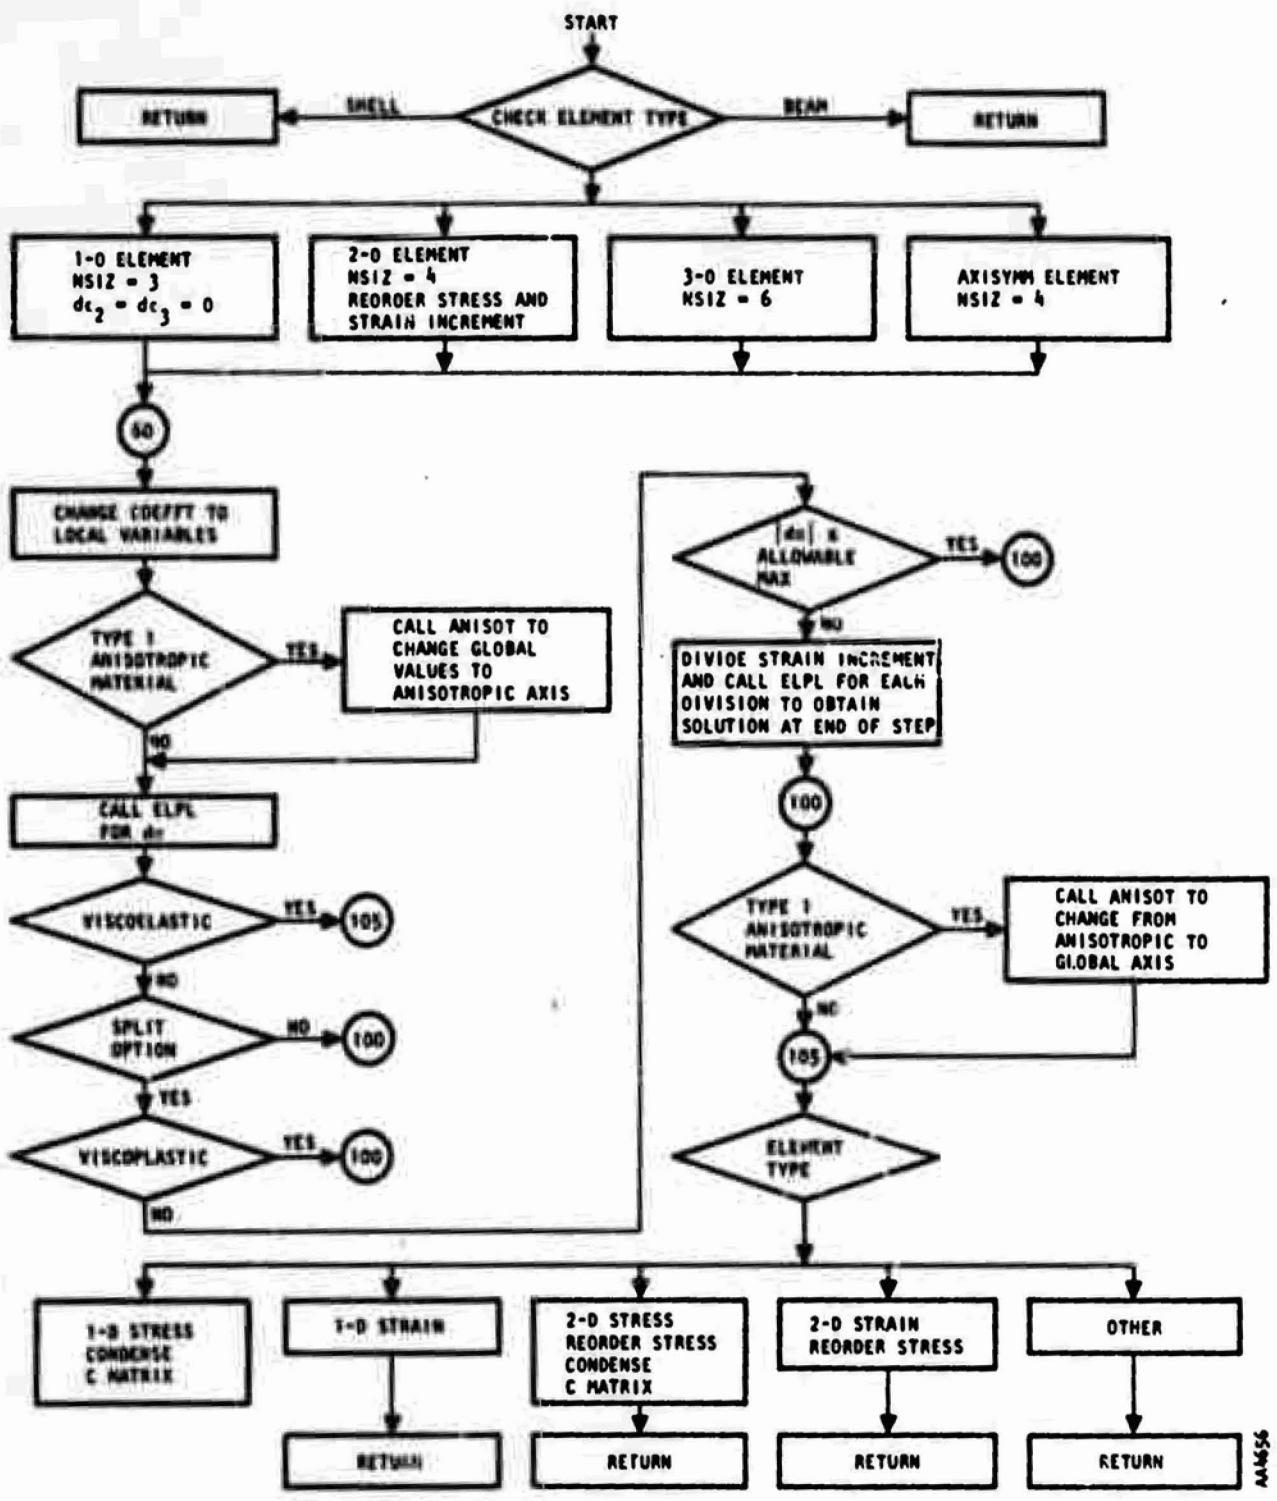 START
CHECK ELEMENT TYPE
SHELL
BEAM
RETURN
RETURN
1-D ELEMENT
NSIZ = 3
dε2 = dε3 = 0
2-D ELEMENT
NSIZ = 4
REORDER STRESS AND
STRAIN INCREMENT
3-D ELEMENT
NSIZ = 6
AXISYMM ELEMENT
NSIZ = 4
CHANGE COEFFT TO
LOCAL VARIABLES
TYPE 1
ANISOTROPIC
MATERIAL
YES
CALL ANISOT TO
CHANGE GLOBAL
VALUES TO
ANISOTROPIC AXIS
NO
CALL ELPL
FOR
VISCOELASTIC
YES
105
NO
SPLIT
OPTION
NO
100
YES
VISCOPLASTIC
YES
100
NO
ALLOWABLE
MAX
YES
100
NO
DIVIDE STRAIN INCREMENT
AND CALL ELPL FOR EACH
DIVISION TO OBTAIN
SOLUTION AT END OF STEP
100
TYPE 1
ANISOTROPIC
MATERIAL
YES
CALL ANISOT TO
CHANGE FROM
ANISOTROPIC TO
GLOBAL AXIS
NO
105
ELEMENT
TYPE
1-D STRESS
CONDENSE
C MATRIX
1-D STRAIN
RETURN
2-D STRESS
REORDER STRESS
CONDENSE
C MATRIX
RETURN
2-D STRAIN
REORDER STRESS
RETURN
OTHER
RETURN
AA4656